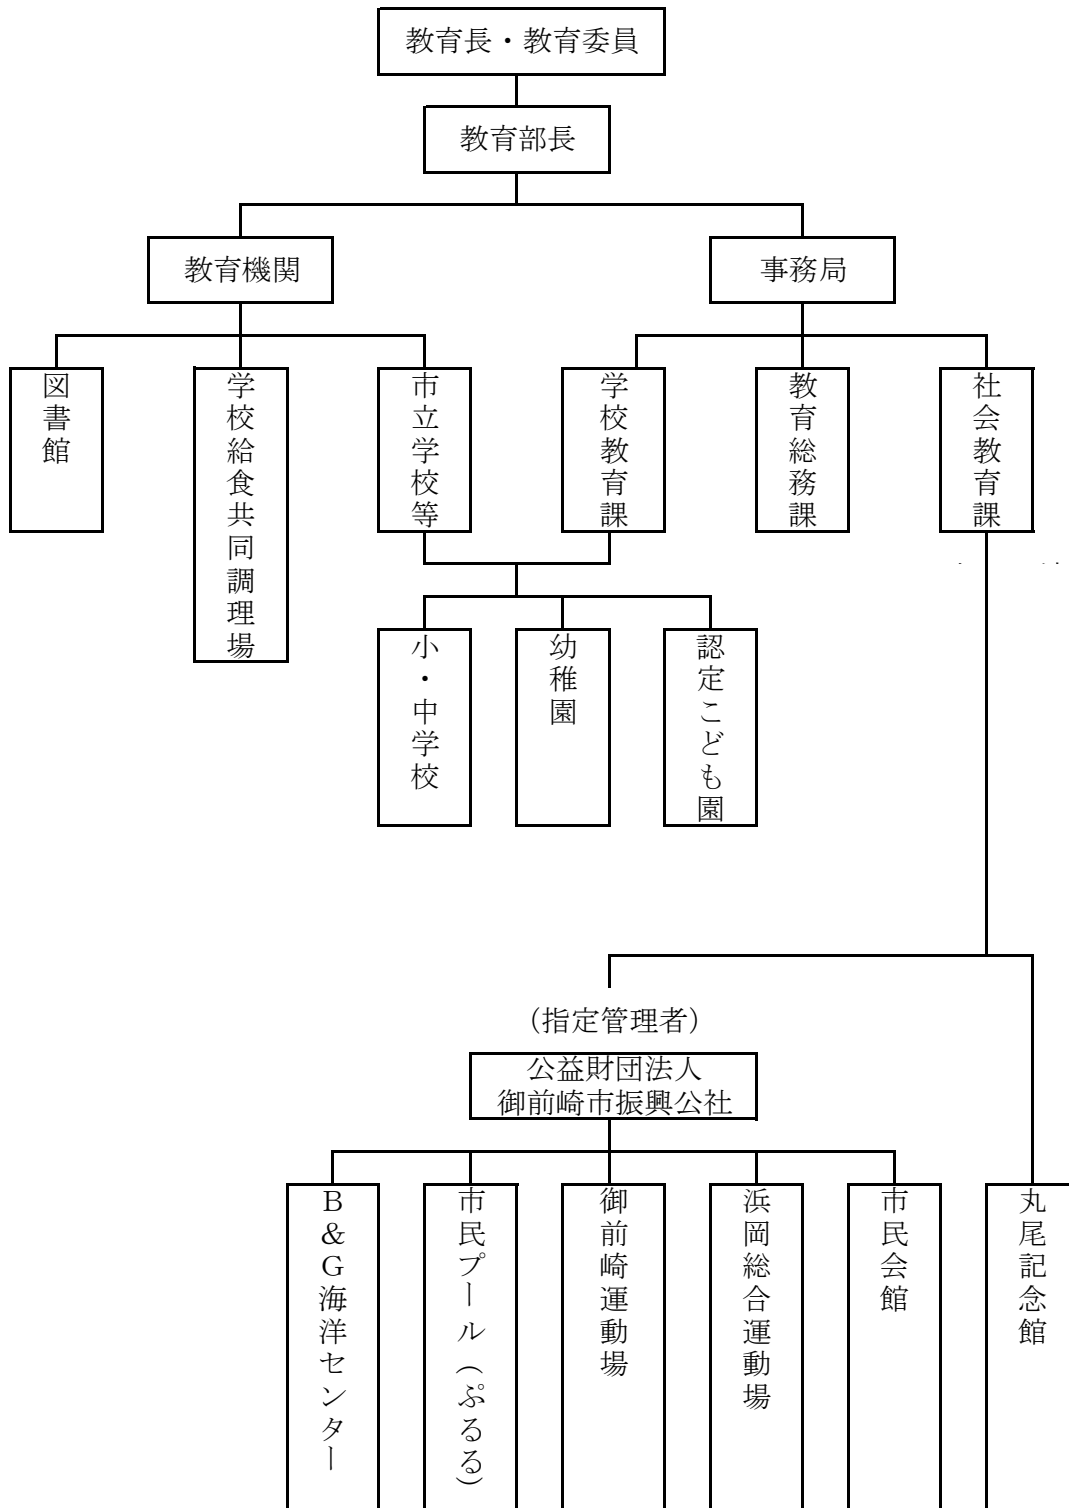 教育長・教育委員
教育部長
教育機関
事務局
図書館
学校給食共同調理場
市立学校等
学校教育課
教育総務課
社会教育課
小・中学校
幼稚園
認定こども園
（指定管理者）
公益財団法人
御前崎市振興公社
B&G海洋センター
市民プール（ぷるる）
御前崎運動場
浜岡総合運動場
市民会館
丸尾記念館